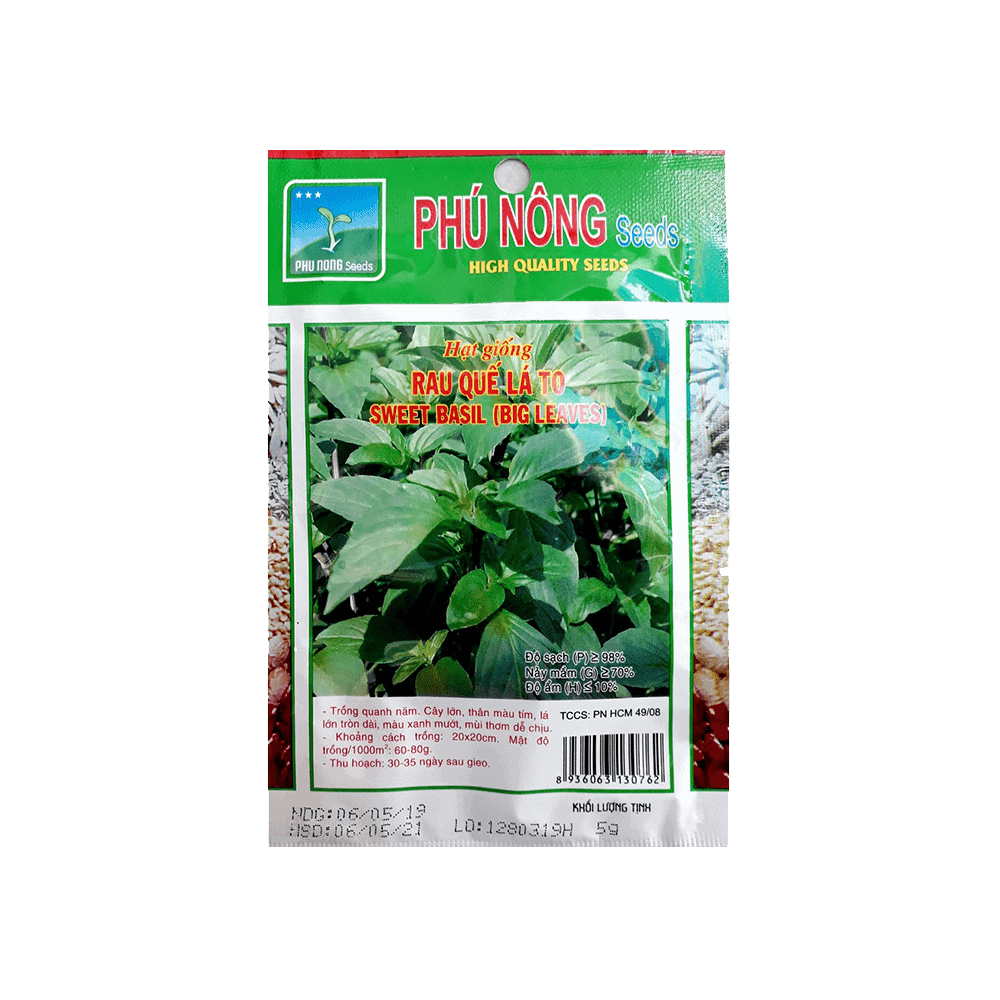 PHÚ NÔNG Seeds
HIGH QUALITY SEEDS
PHU NONG Seeds
Hạt giống
RAU QUẾ LÁ TO
SWEET BASIL (BIG LEAVES)
Độ sạch (P) ≥ 98%
Nảy mầm (G) ≥ 70%
Độ ẩm (H) ≤ 10%
- Trồng quanh năm. Cây lớn, thân màu tím, lá
lớn tròn dài, màu xanh mướt, mùi thơm dễ chịu.
- Khoảng cách trồng: 20x20cm. Mật độ
trồng/1000m²: 60-80g.
- Thu hoạch: 30-35 ngày sau gieo.
TCCS: PN HCM 49/08
8 936063 130762
KHỐI LƯỢNG TỊNH
NDG:06/05/19
HSD:06/05/21
LO:1280319H 5g